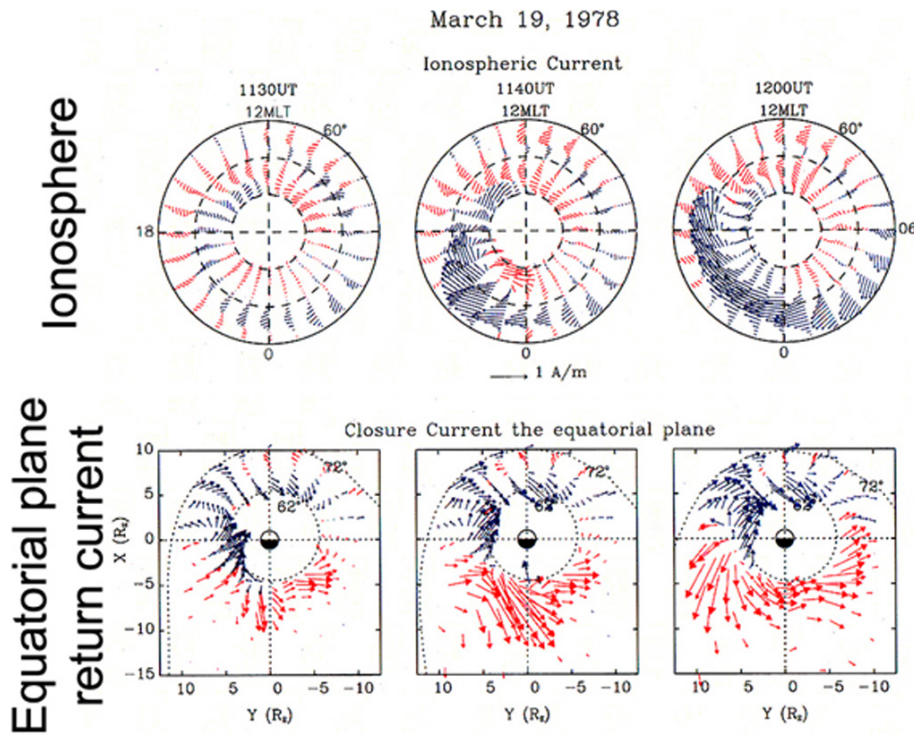 March 19, 1978
Ionospheric Current
1130UT
1140UT
1200UT
12MLT
12MLT
12MLT
60°
60°
60°
18
06
0
0
0
1 A/m
Ionosphere
Closure Current the equatorial plane
Equatorial plane
return current
10
5
0
-5
-10
-15
X (R_E)
72°
62°
72°
62°
72°
62°
10 5 0 -5 -10
10 5 0 -5 -10
10 5 0 -5 -10
Y (R_E)
Y (R_E)
Y (R_E)